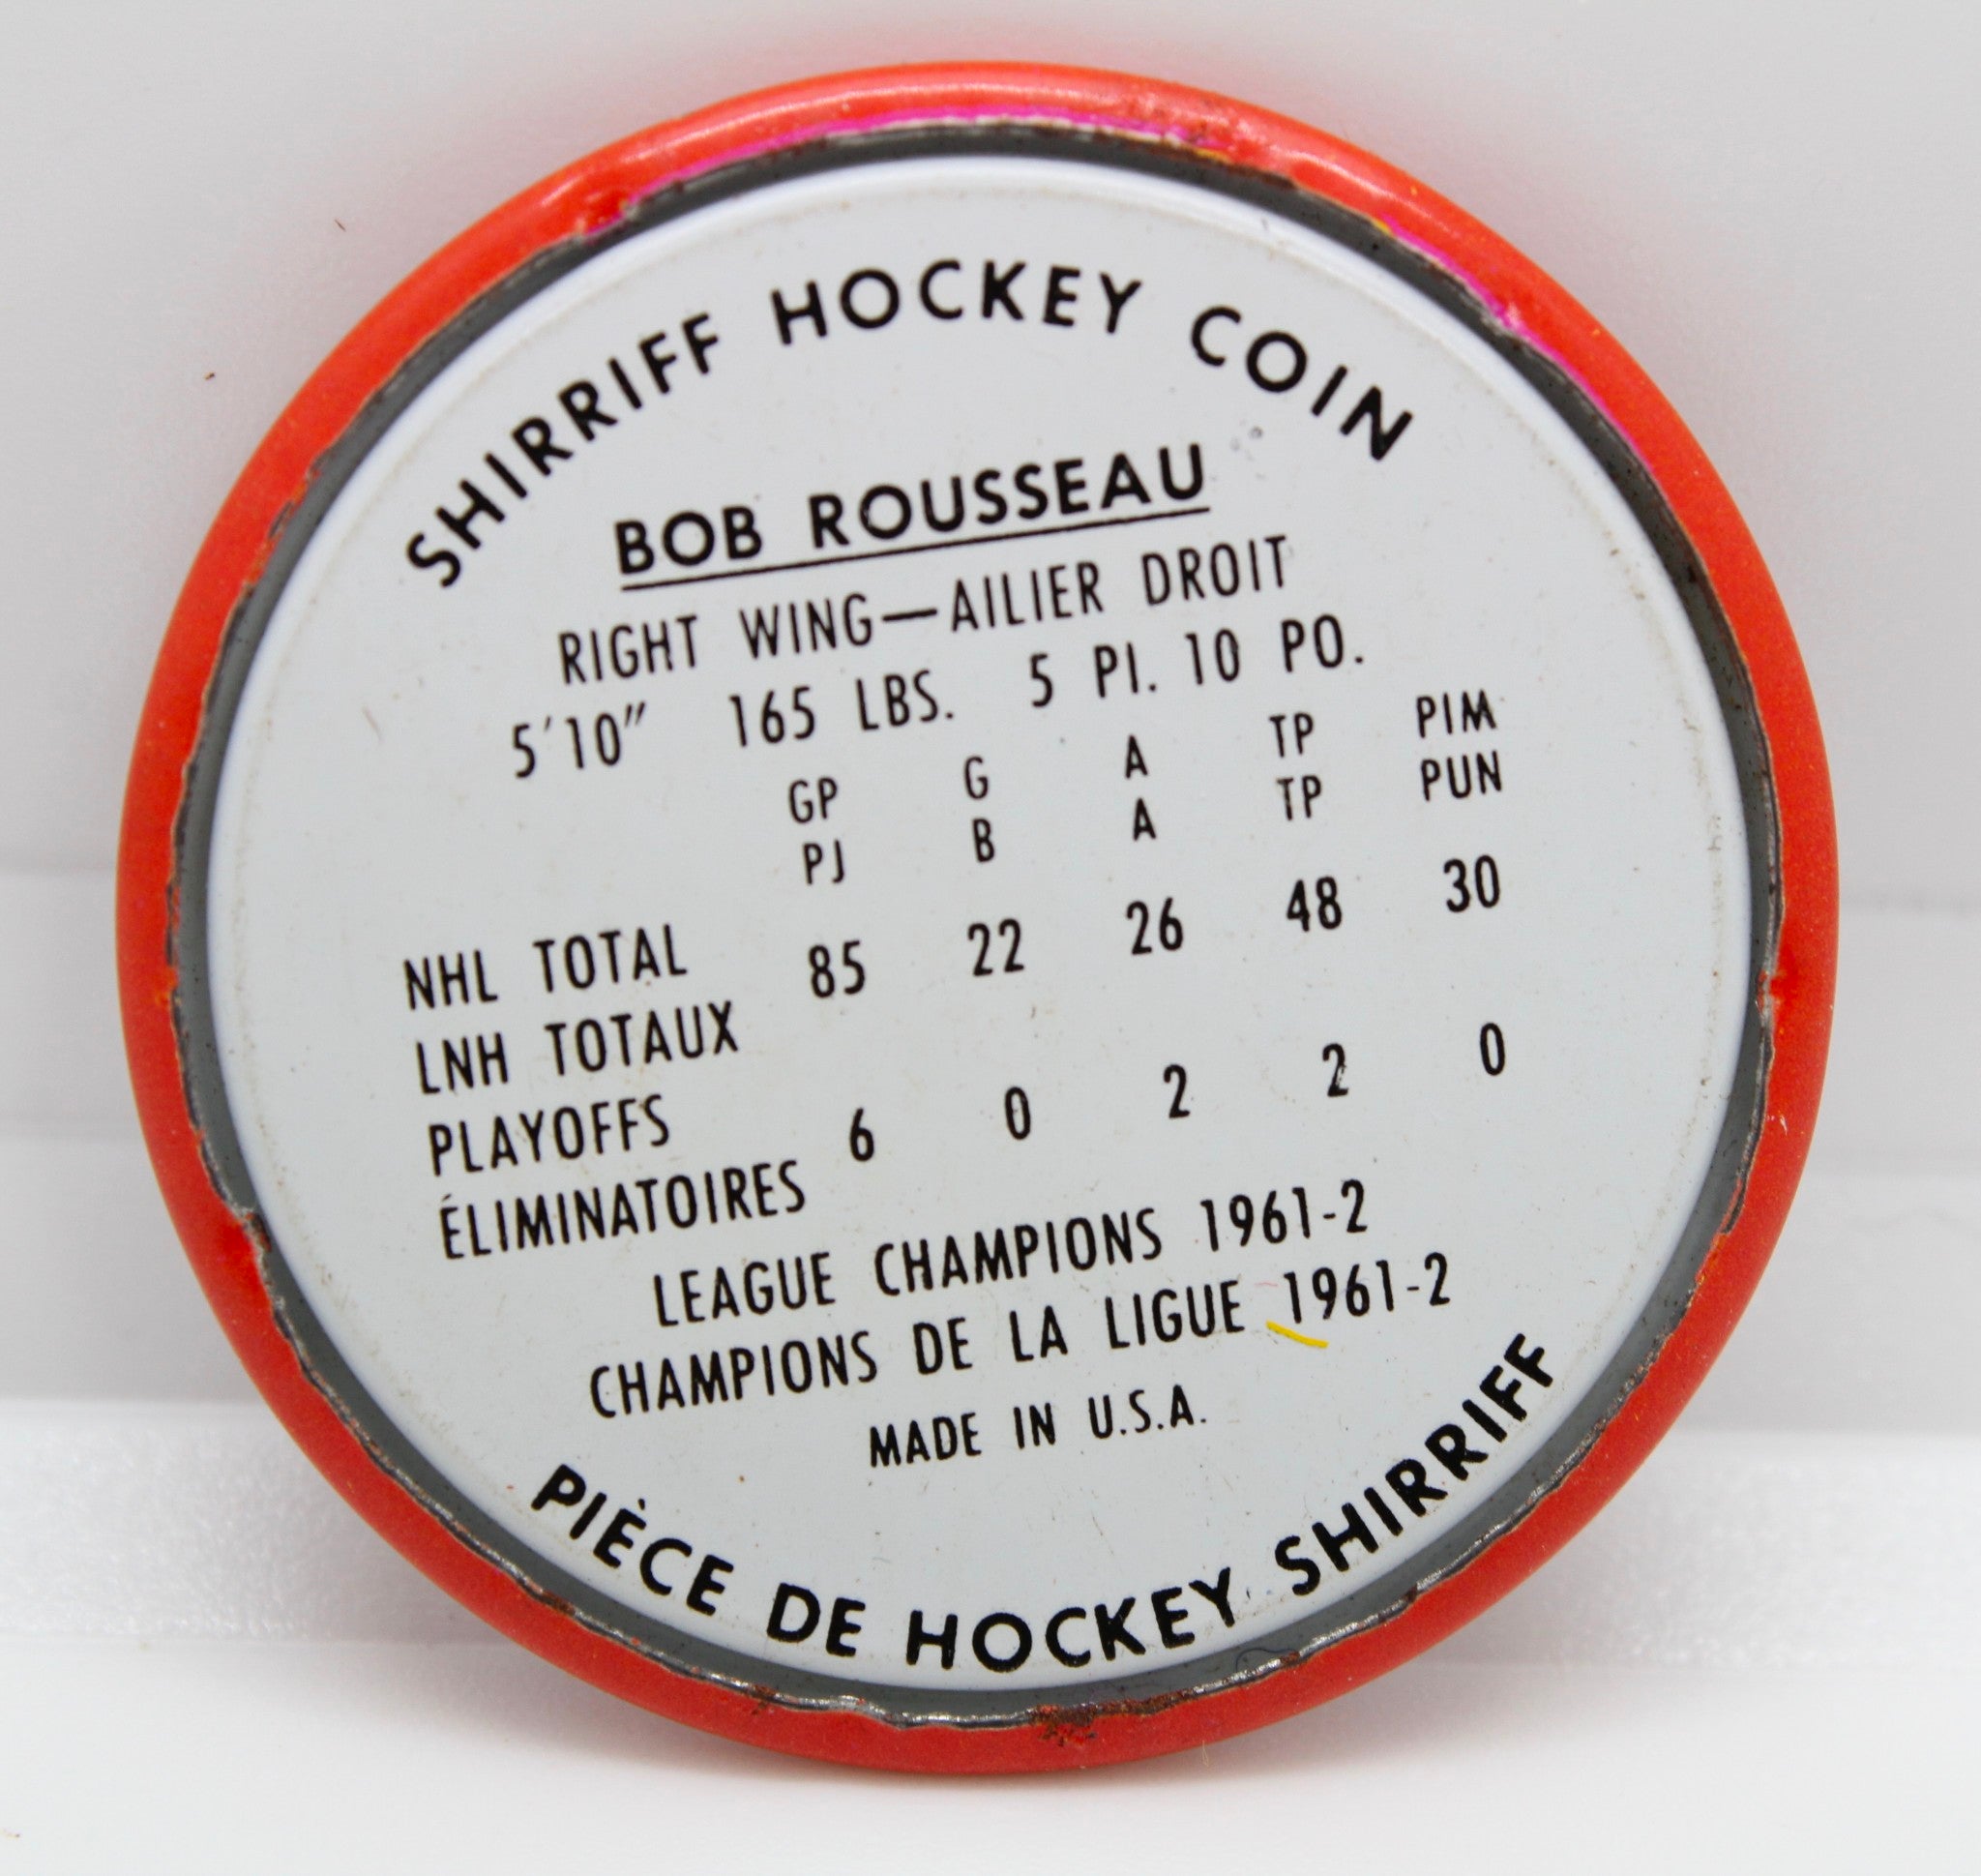 SHIRRIFF HOCKEY COIN
BOB ROUSSEAU
RIGHT WING—AILIER DROIT
5'10" 165 LBS. 5 PI. 10 PO.
GP G A TP PIM
PJ B A TP PUN
NHL TOTAL 85 22 26 48 30
LNH TOTAUX
PLAYOFFS 6 0 2 2 0
ÉLIMINATOIRES
LEAGUE CHAMPIONS 1961-2
CHAMPIONS DE LA LIGUE 1961-2
MADE IN U.S.A.
PIÈCE DE HOCKEY SHIRRIFF